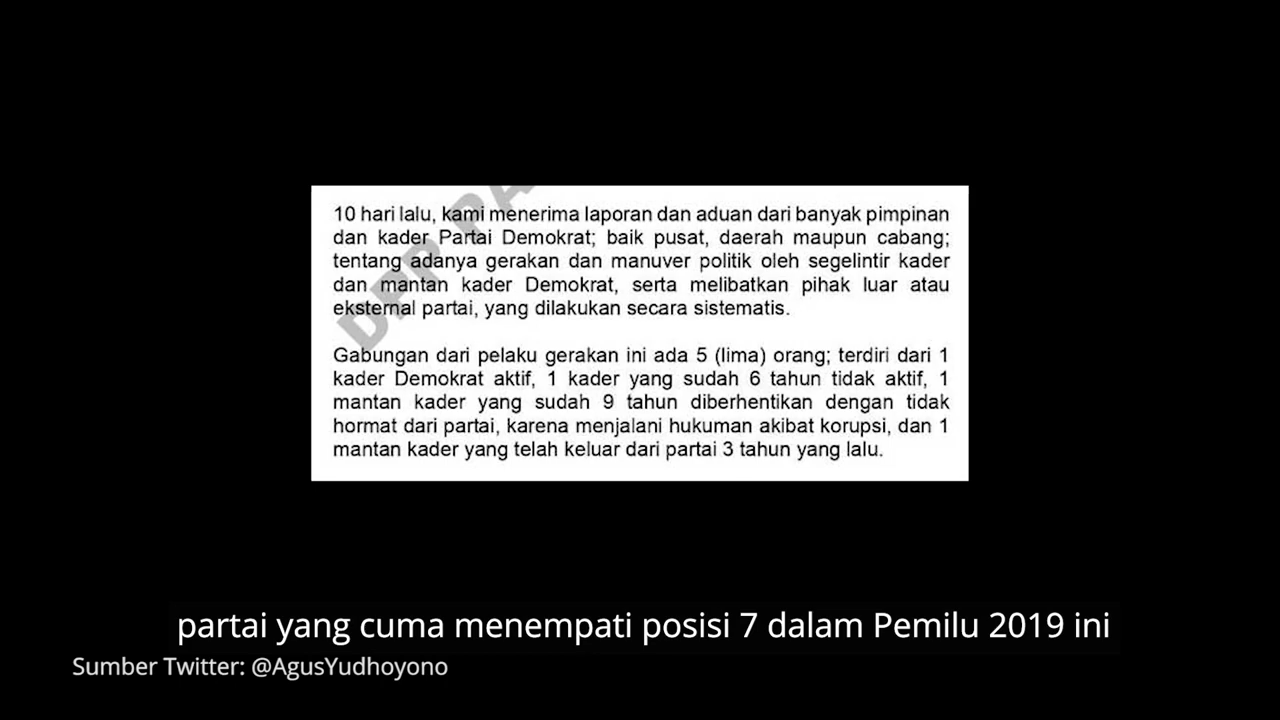 10 hari lalu, kami menerima laporan dan aduan dari banyak pimpinan
dan kader Partai Demokrat; baik pusat, daerah maupun cabang;
tentang adanya gerakan dan manuver politik oleh segelintir kader
dan mantan kader Demokrat, serta melibatkan pihak luar atau
eksternal partai, yang dilakukan secara sistematis.
Gabungan dari pelaku gerakan ini ada 5 (lima) orang; terdiri dari 1
kader Demokrat aktif, 1 kader yang sudah 6 tahun tidak aktif, 1
mantan kader yang sudah 9 tahun diberhentikan dengan tidak
hormat dari partai, karena menjalani hukuman akibat korupsi, dan 1
mantan kader yang telah keluar dari partai 3 tahun yang lalu.
DPP PA
partai yang cuma menempati posisi 7 dalam Pemilu 2019 ini
Sumber Twitter: @AgusYudhoyono